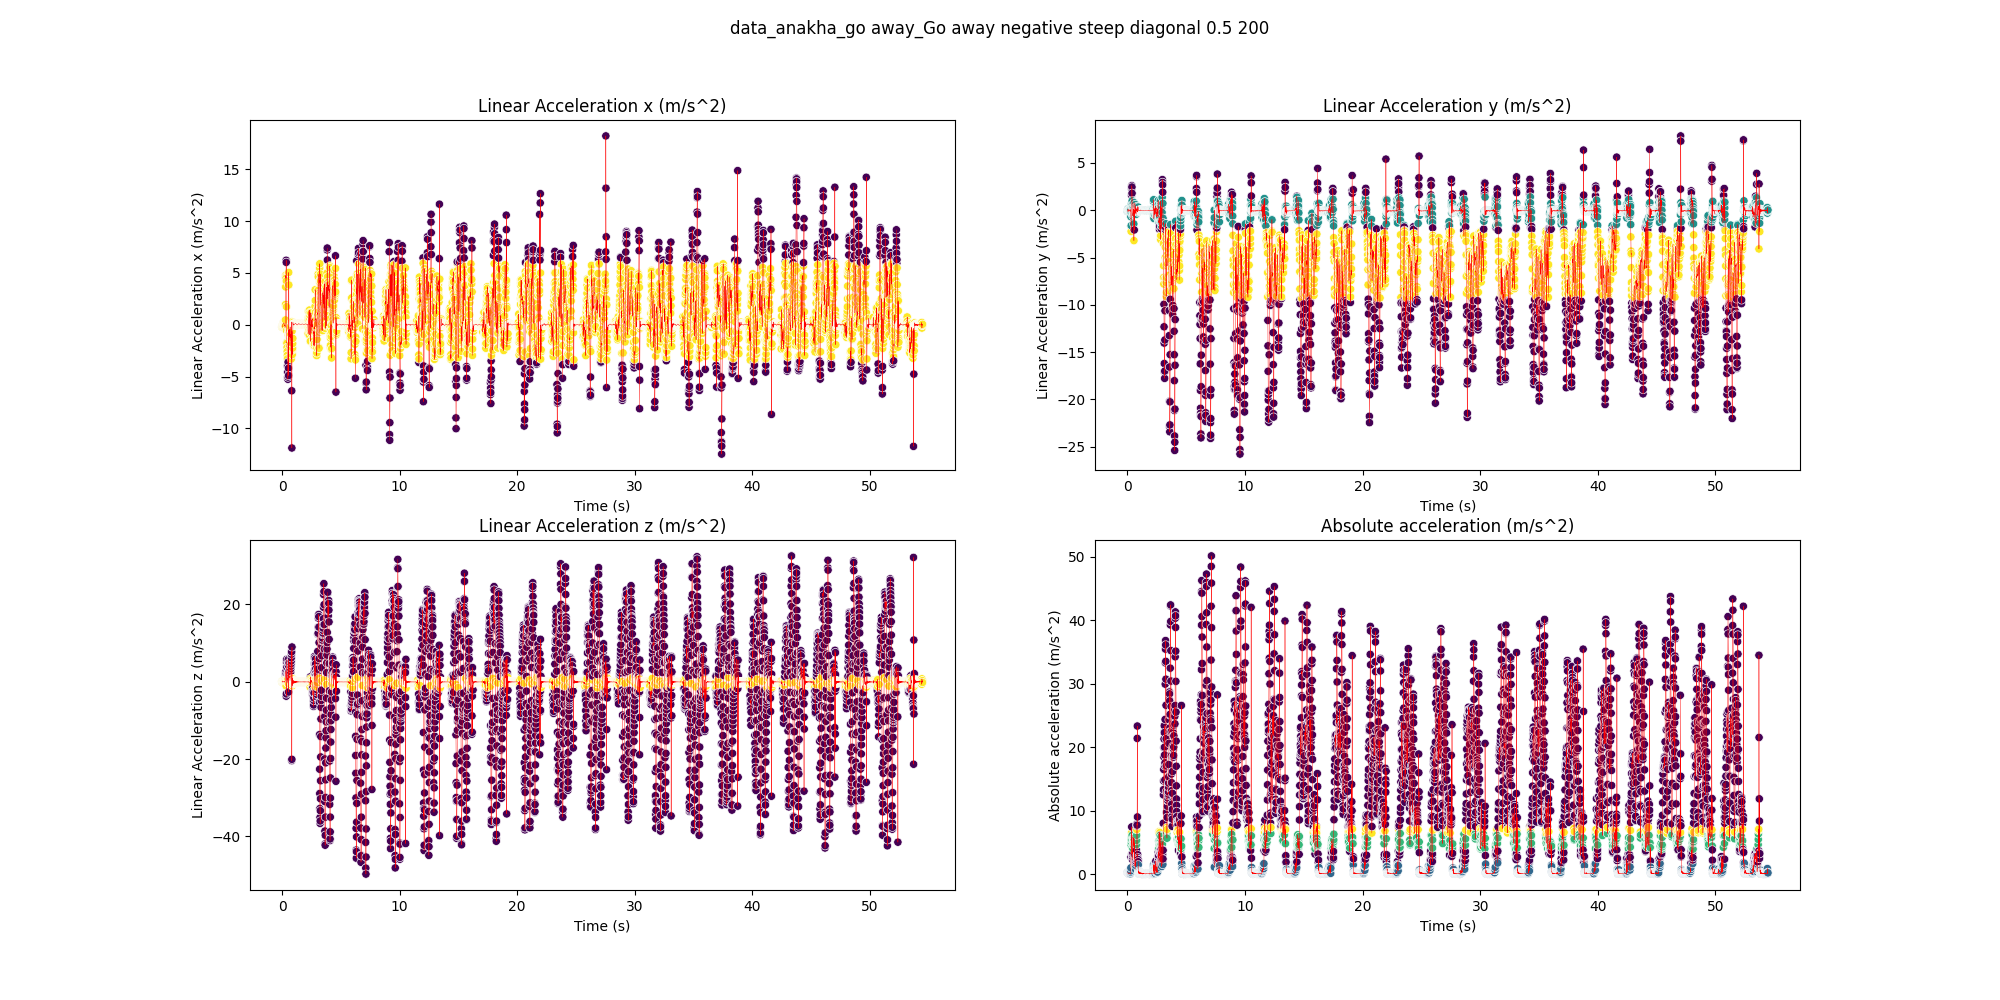 data_anakha_go away_Go away negative steep diagonal 0.5 200
Linear Acceleration x (m/s^2)
Linear Acceleration x (m/s^2)
15
10
5
0
−5
−10
0 10 20 30 40 50
Time (s)
Linear Acceleration y (m/s^2)
Linear Acceleration y (m/s^2)
5
0
−5
−10
−15
−20
−25
0 10 20 30 40 50
Time (s)
Linear Acceleration z (m/s^2)
Linear Acceleration z (m/s^2)
20
0
−20
−40
0 10 20 30 40 50
Time (s)
Absolute acceleration (m/s^2)
Absolute acceleration (m/s^2)
50
40
30
20
10
0
0 10 20 30 40 50
Time (s)